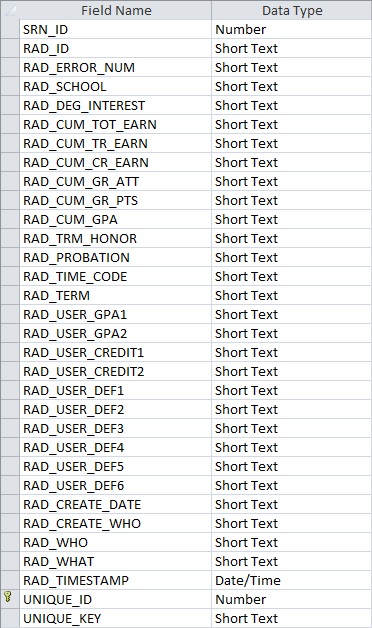 Field Name Data Type
SRN_ID Number
RAD_ID Short Text
RAD_ERROR_NUM Short Text
RAD_SCHOOL Short Text
RAD_DEG_INTEREST Short Text
RAD_CUM_TOT_EARN Short Text
RAD_CUM_TR_EARN Short Text
RAD_CUM_CR_EARN Short Text
RAD_CUM_GR_ATT Short Text
RAD_CUM_GR_PTS Short Text
RAD_CUM_GPA Short Text
RAD_TRM_HONOR Short Text
RAD_PROBATION Short Text
RAD_TIME_CODE Short Text
RAD_TERM Short Text
RAD_USER_GPA1 Short Text
RAD_USER_GPA2 Short Text
RAD_USER_CREDIT1 Short Text
RAD_USER_CREDIT2 Short Text
RAD_USER_DEF1 Short Text
RAD_USER_DEF2 Short Text
RAD_USER_DEF3 Short Text
RAD_USER_DEF4 Short Text
RAD_USER_DEF5 Short Text
RAD_USER_DEF6 Short Text
RAD_CREATE_DATE Short Text
RAD_CREATE_WHO Short Text
RAD_WHO Short Text
RAD_WHAT Short Text
RAD_TIMESTAMP Date/Time
UNIQUE_ID Number
UNIQUE_KEY Short Text